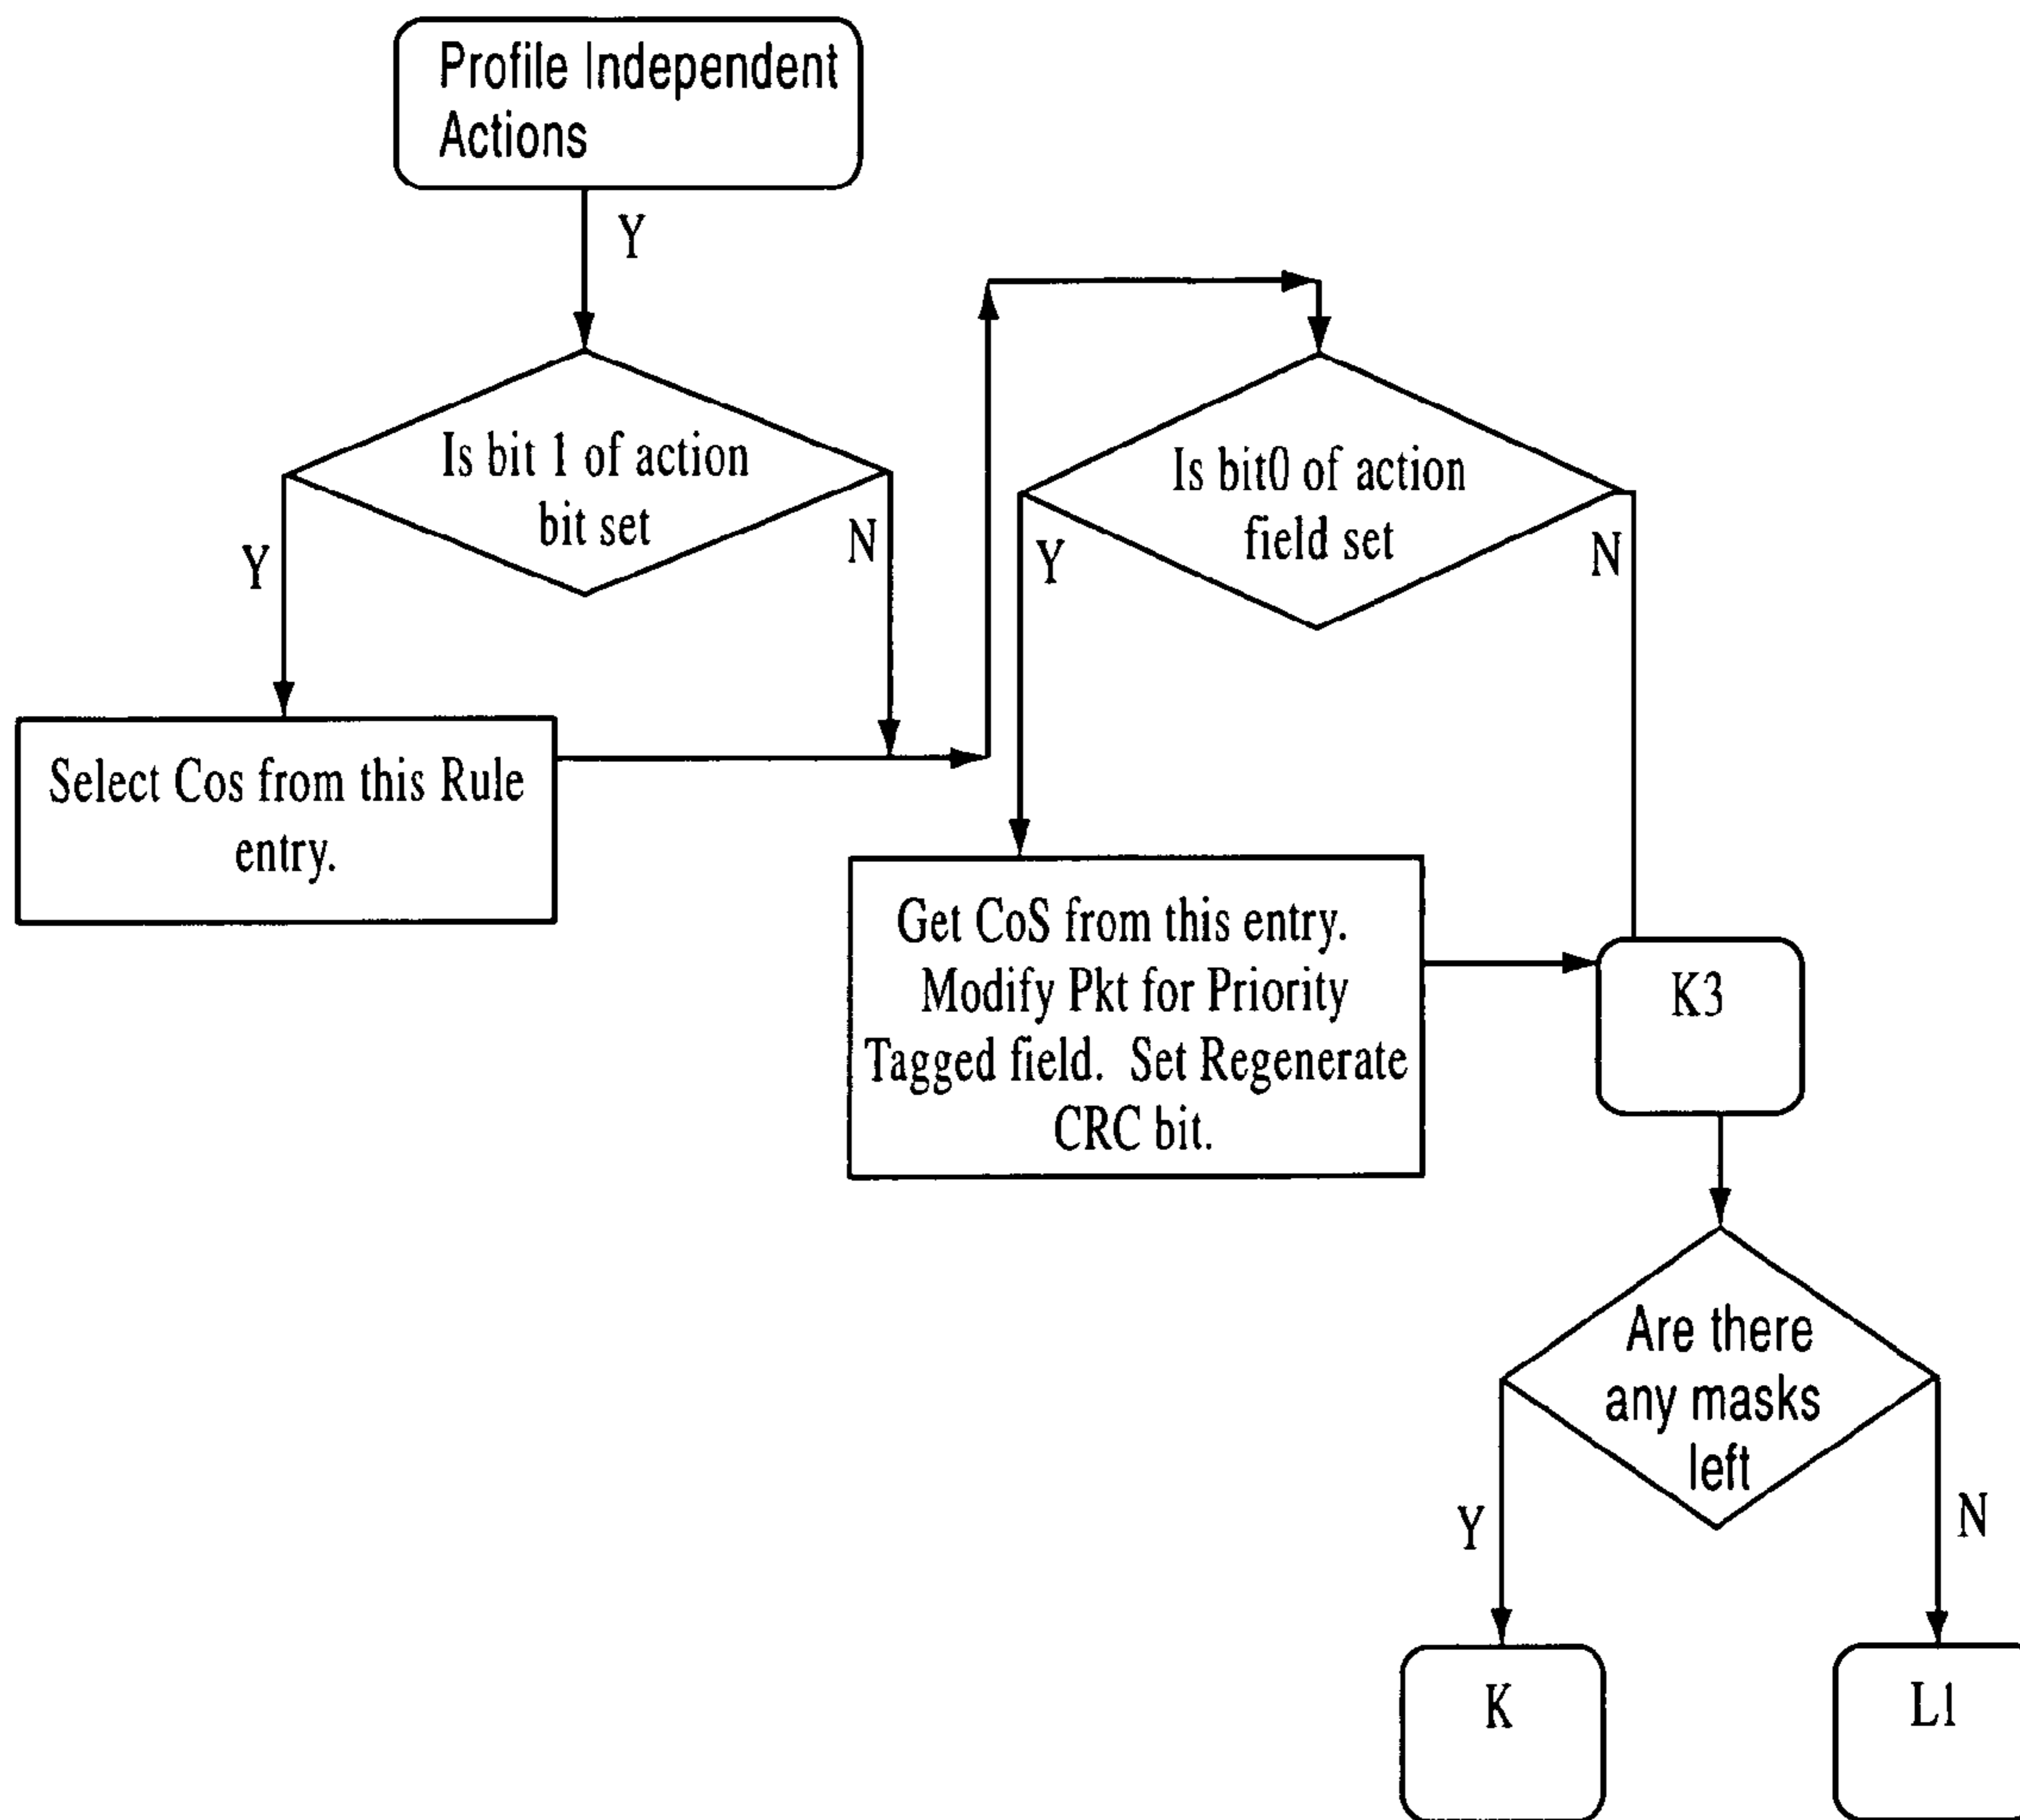 Profile Independent
Actions
Y
Is bit 1 of action
bit set
Y
N
Select Cos from this Rule
entry.
Is bit0 of action
field set
Y
N
Get CoS from this entry.
Modify Pkt for Priority
Tagged field. Set Regenerate
CRC bit.
K3
Are there
any masks
left
Y
N
K
L1